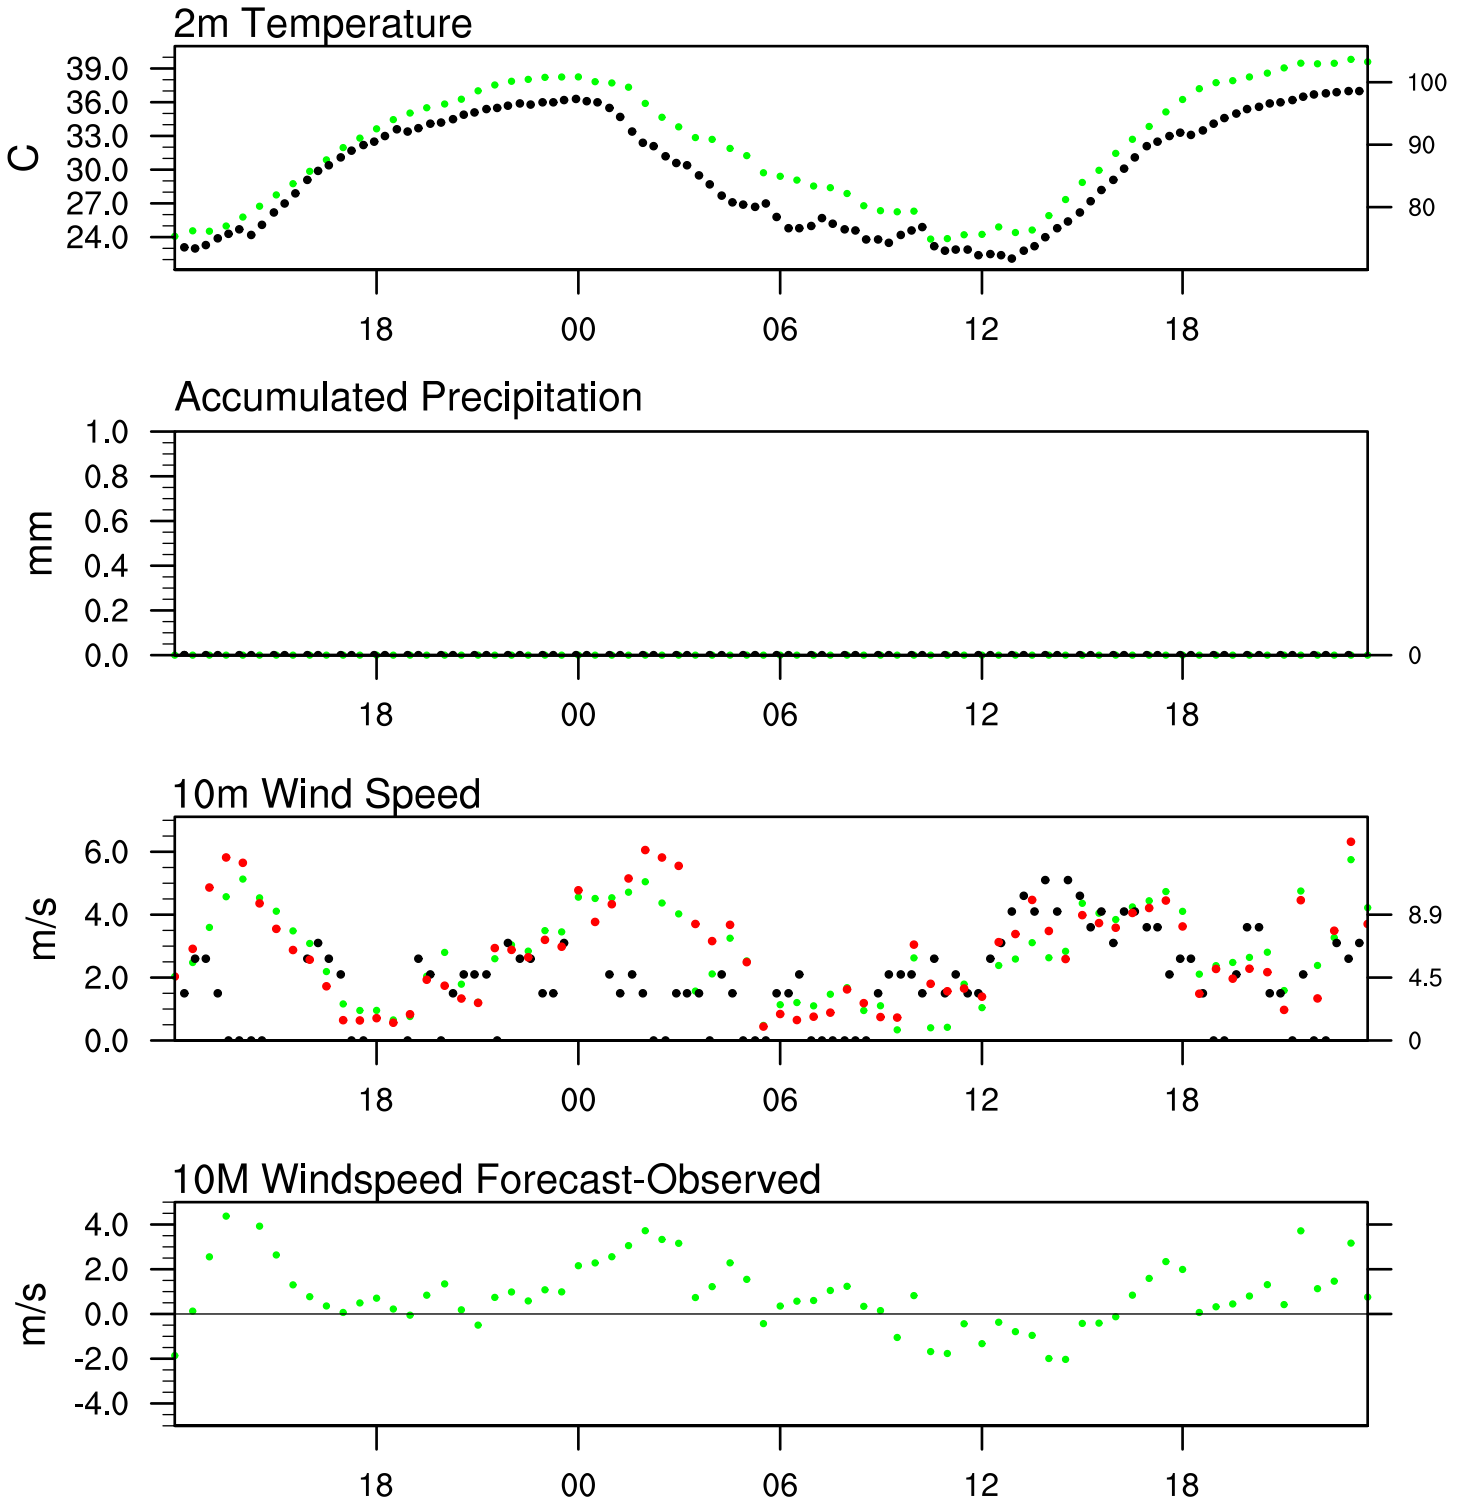 2m Temperature
39.0
36.0
33.0
30.0
27.0
24.0
C
100
90
80
18 00 06 12 18
Accumulated Precipitation
1.0
0.8
0.6
0.4
0.2
0.0
mm
0
18 00 06 12 18
10m Wind Speed
6.0
4.0
2.0
0.0
m/s
8.9
4.5
0
18 00 06 12 18
10M Windspeed Forecast-Observed
4.0
2.0
0.0
-2.0
-4.0
m/s
18 00 06 12 18